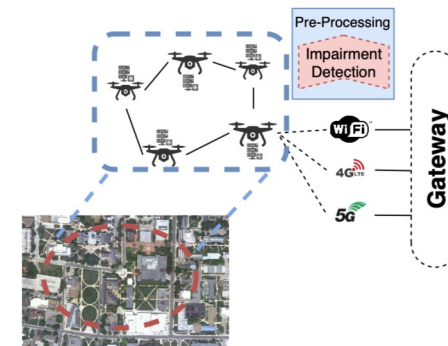 Pre-Processing
Impairment
Detection
WiFi
4G LTE
5G
Gateway